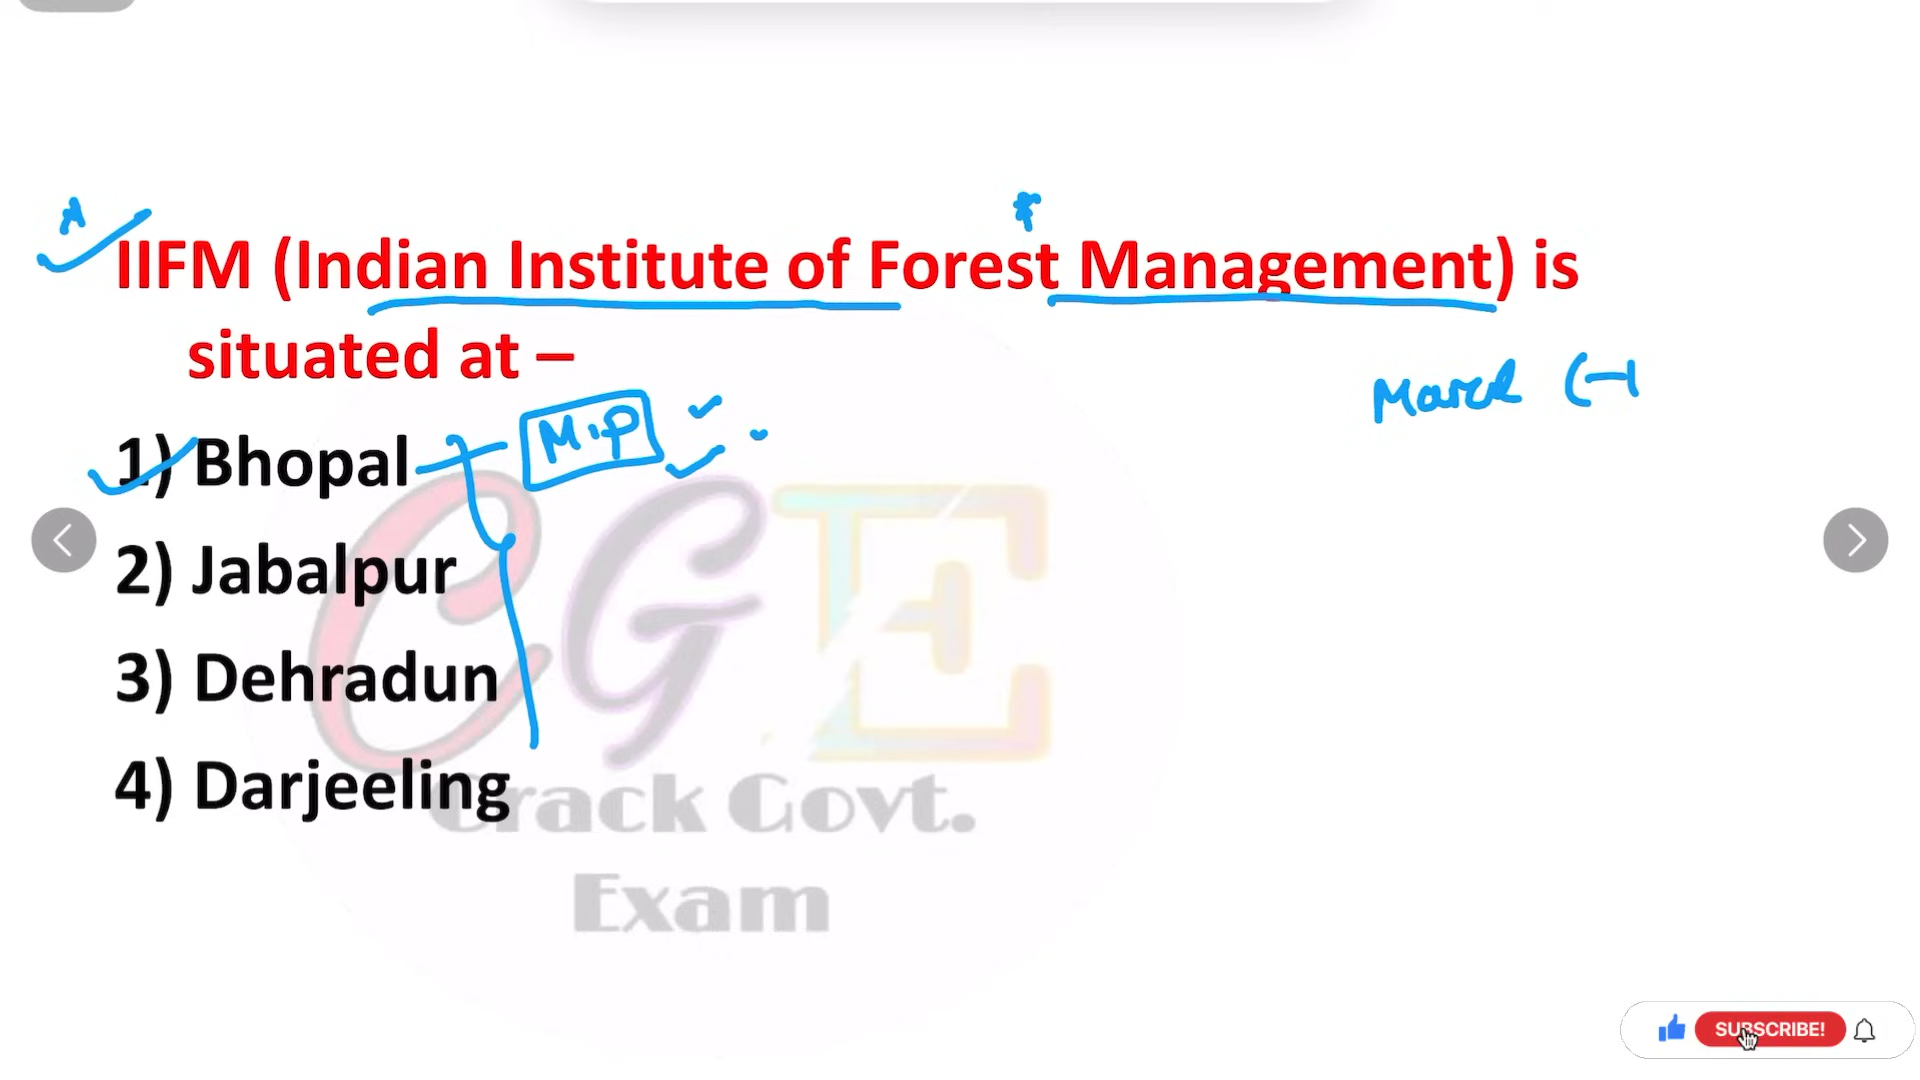 IIFM (Indian Institute of Forest Management) is
situated at –
1) Bhopal
M.P
2) Jabalpur
3) Dehradun
4) Darjeeling
CGE
Crack Govt.
Exam
SUBSCRIBE!